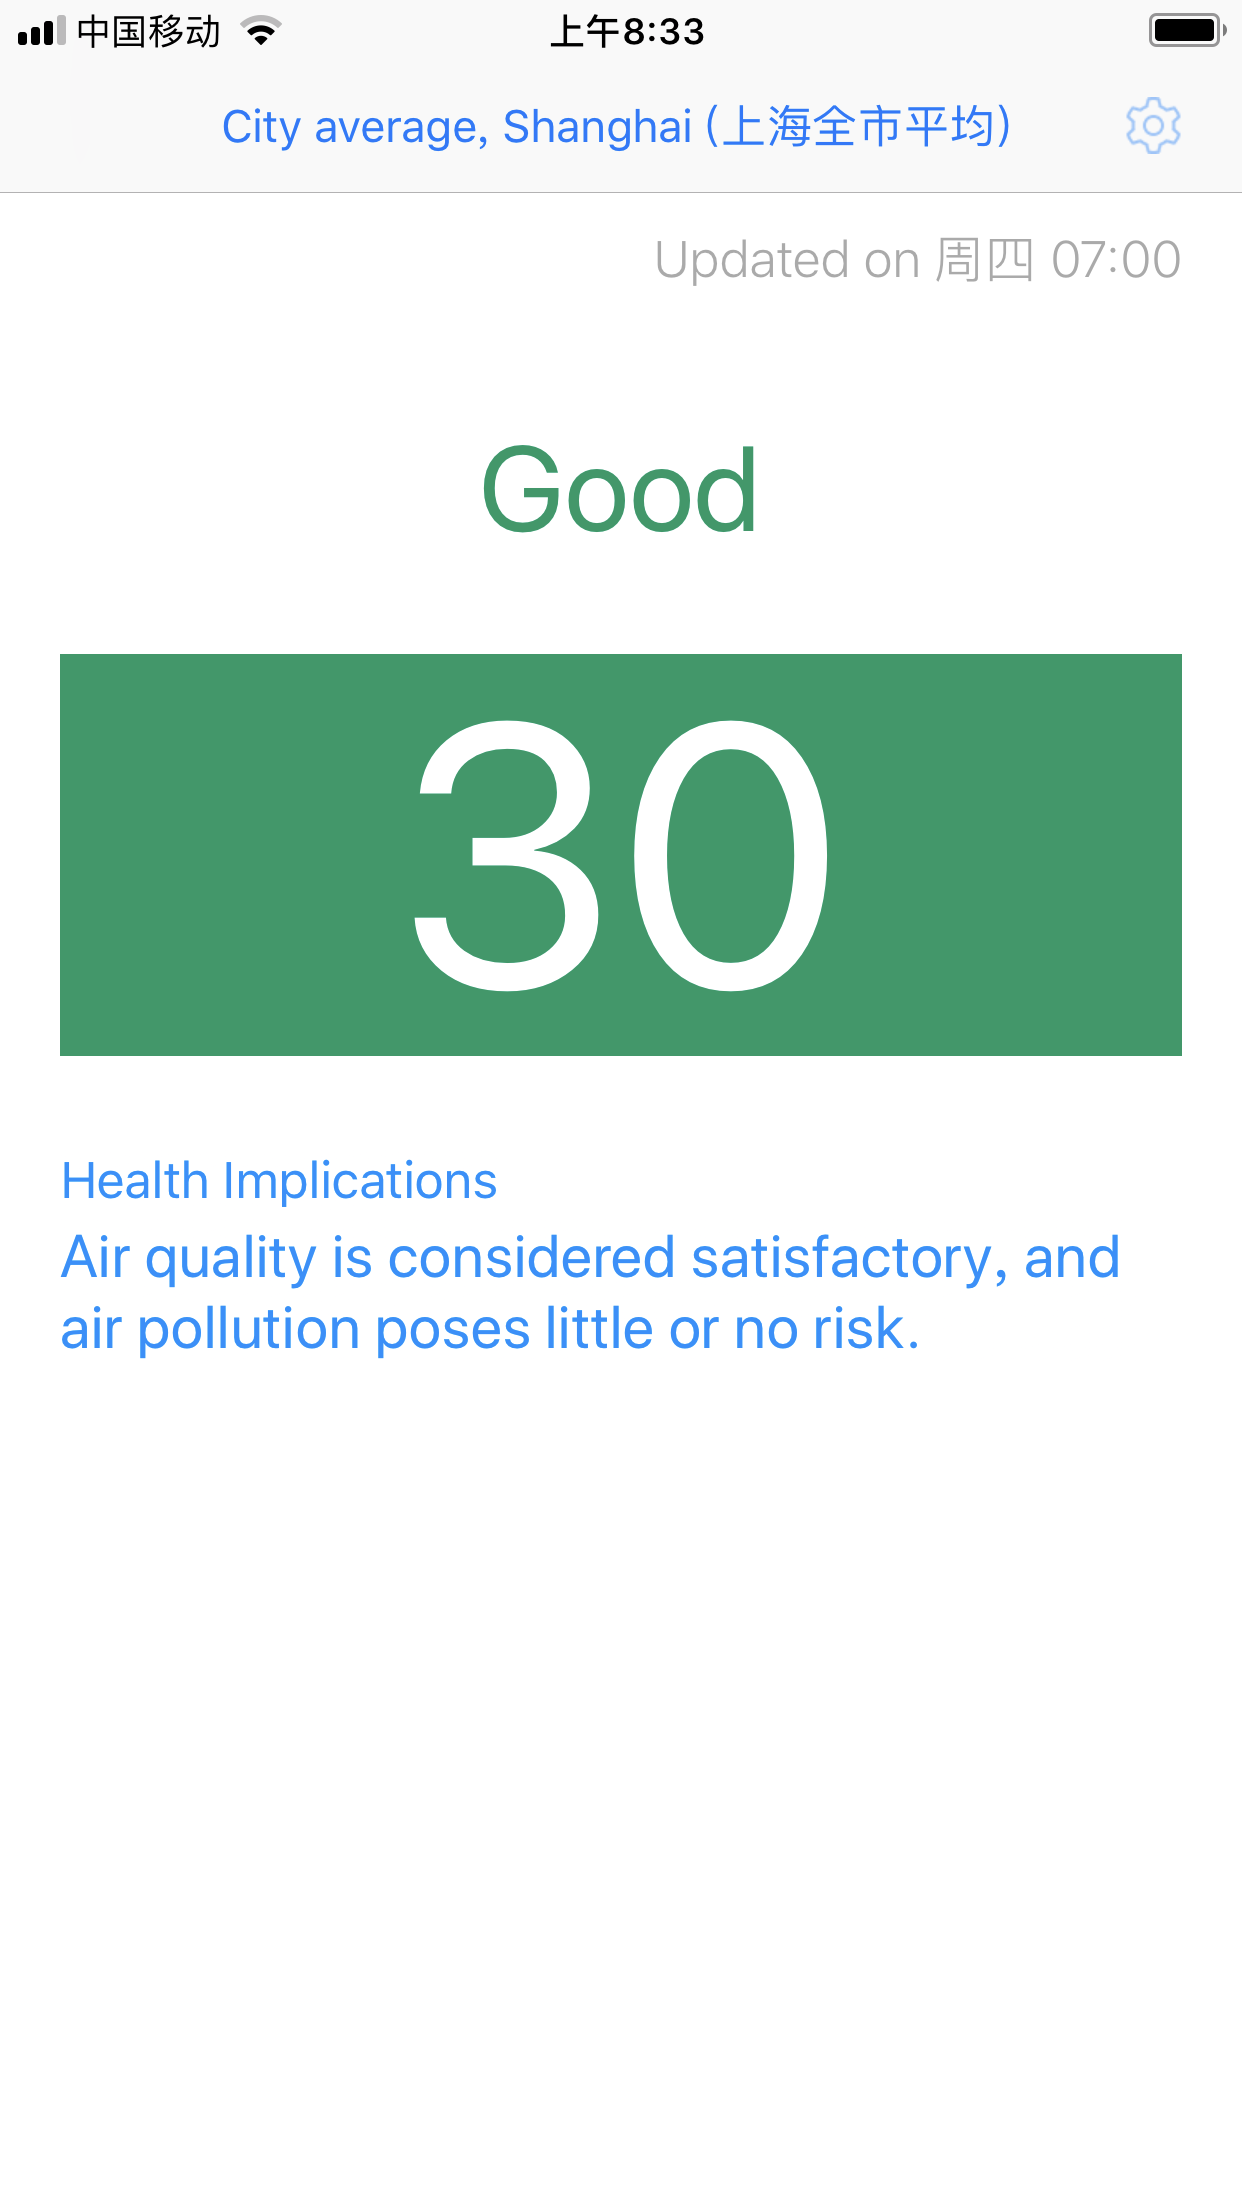 中国移动 上午8:33
City average, Shanghai (上海全市平均)
Updated on 周四 07:00
Good
30
Health Implications
Air quality is considered satisfactory, and
air pollution poses little or no risk.